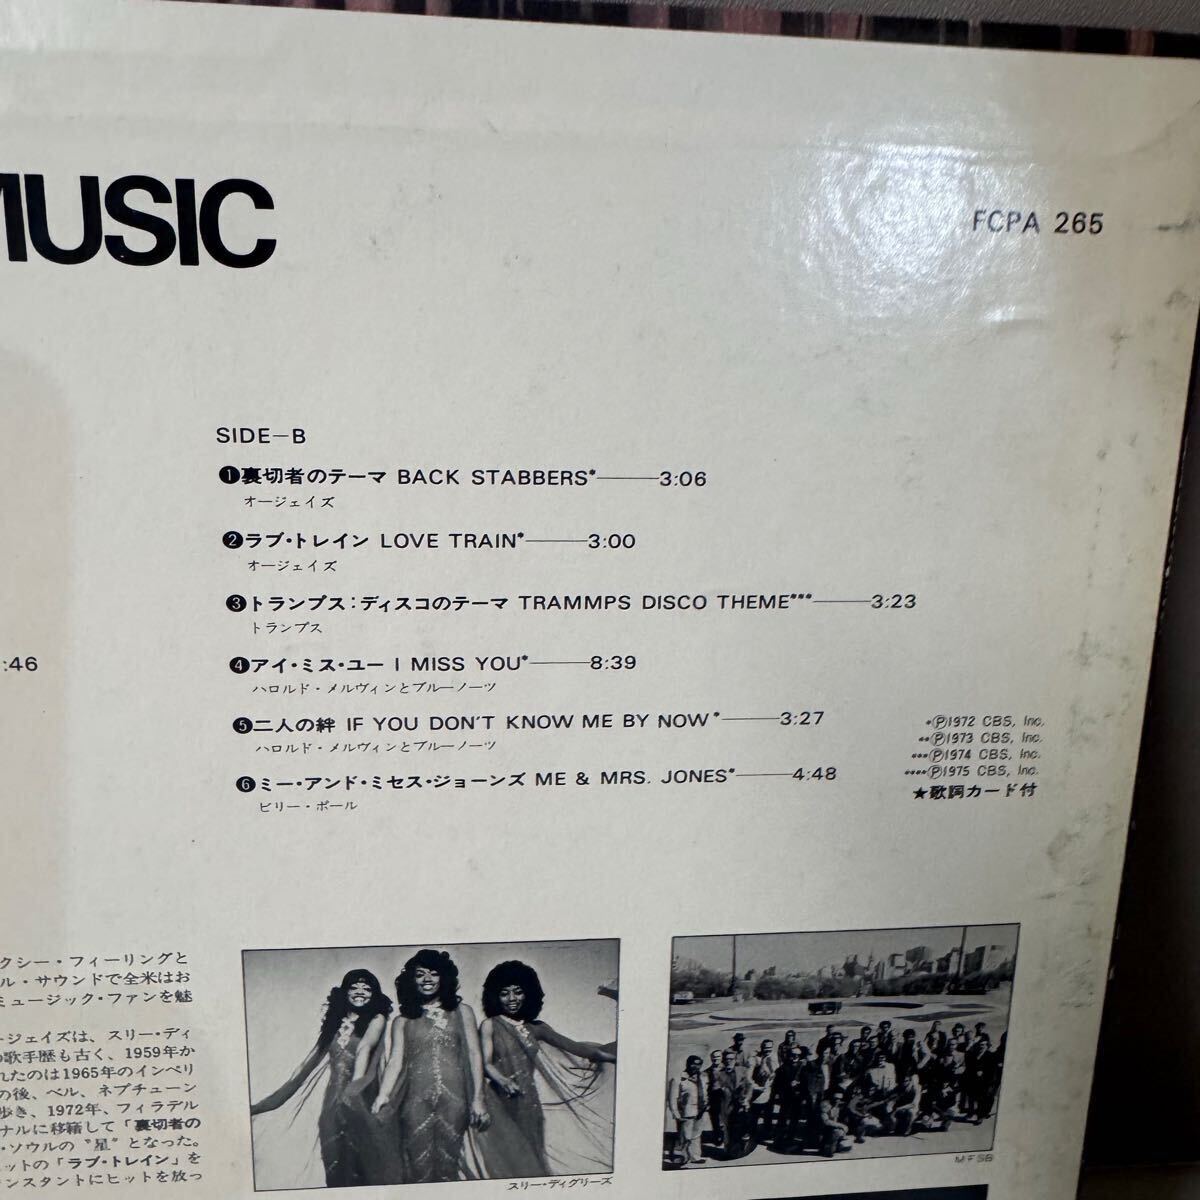 MUSIC
FCPA 265
SIDE-B
❶裏切者のテーマ BACK STABBERS*——3:06
オージェイズ
❷ラブ・トレイン LOVE TRAIN*——3:00
オージェイズ
❸トランプス:ディスコのテーマ TRAMMPS DISCO THEME***——3:23
トランプス
:46
❹アイ・ミス・ユー I MISS YOU*——8:39
ハロルド・メルヴィンとブルーノーツ
❺二人の絆 IF YOU DON'T KNOW ME BY NOW*——3:27
ハロルド・メルヴィンとブルーノーツ
❻ミー・アンド・ミセス・ジョーンズ ME & MRS. JONES*——4:48
ビリー・ポール
*Ⓟ1972 CBS, Inc.
**Ⓟ1973 CBS, Inc.
***Ⓟ1974 CBS, Inc.
****Ⓟ1975 CBS, Inc.
★歌詞カード付
クシー・フィーリングと
ル・サウンドで全米はお
ミュージック・ファンを魅
ージェイズは、スリー・ディ
の歌手歴も古く、1959年か
れたのは1965年のインペリ
の後、ベル、ネプチューン
歩き、1972年、フィラデル
ナルに移籍して「裏切者の
・ソウルの〝星〟となった。
ットの「ラブ・トレイン」を
ンスタントにヒットを放っ
スリー・ディグリーズ
MFSB